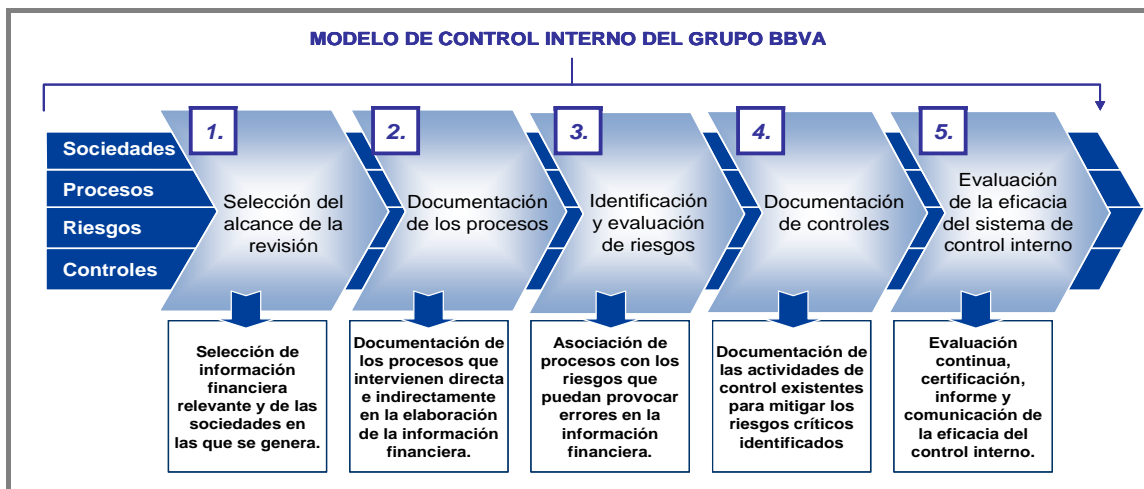 MODELO DE CONTROL INTERNO DEL GRUPO BBVA
Sociedades
Procesos
Riesgos
Controles
1.
Selección del
alcance de la
revisión
2.
Documentación
de los procesos
3.
Identificación
y evaluación
de riesgos
4.
Documentación
de controles
5.
Evaluación
de la eficacia
del sistema de
control interno
Selección de
información
financiera
relevante y de las
sociedades en
las que se genera.
Documentación de
los procesos que
intervienen directa
e indirectamente
en la elaboración
de la información
financiera.
Asociación de
procesos con los
riesgos que
puedan provocar
errores en la
información
financiera.
Documentación de
las actividades de
control existentes
para mitigar los
riesgos críticos
identificados
Evaluación
continua,
certificación,
informe y
comunicación de
la eficacia del
control interno.